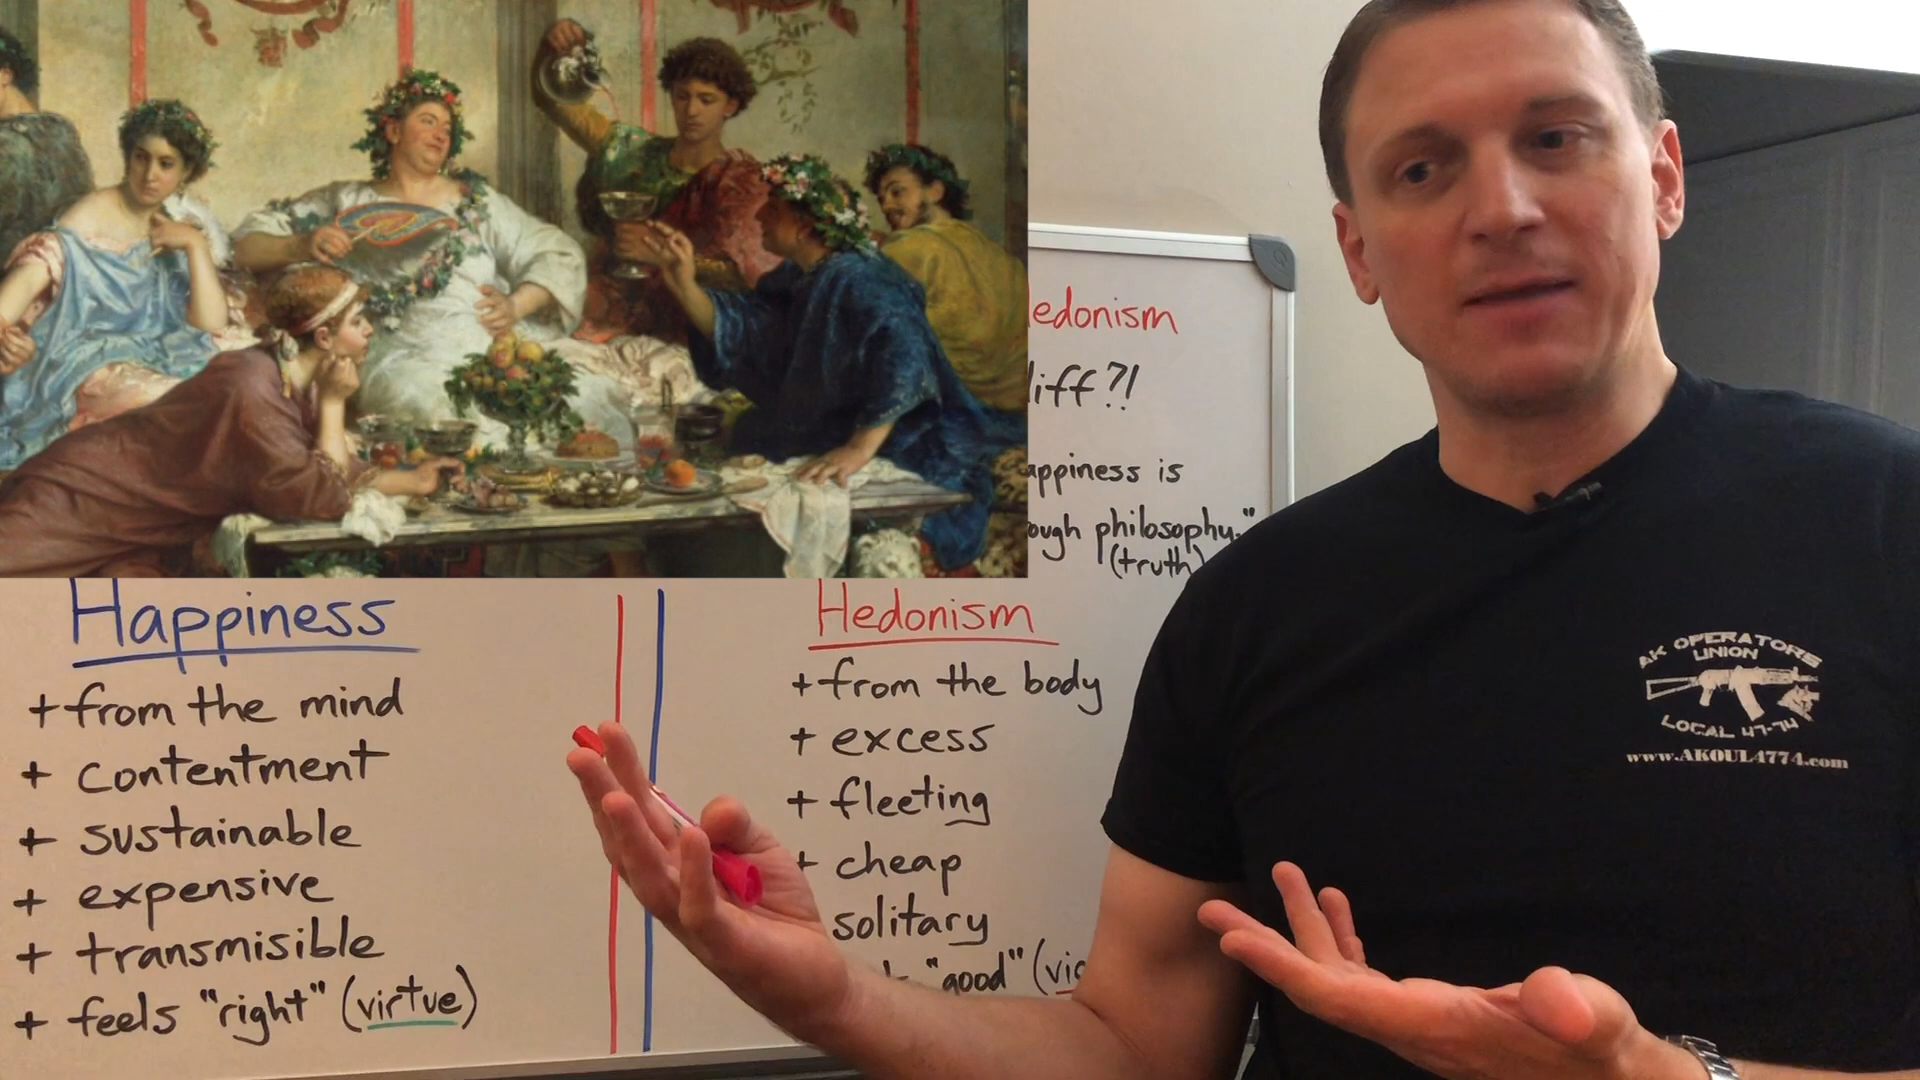 edonism
iff?!
appiness is
ough philosophy."
(truth)
Happiness
+ from the mind
+ contentment
+ sustainable
+ expensive
+ transmisible
+ feels "right" (virtue)
Hedonism
+ from the body
+ excess
+ fleeting
+ cheap
solitary
"good" (vic
AK OPERATORS
UNION
LOCAL 47-74
www.AKOUL4774.com